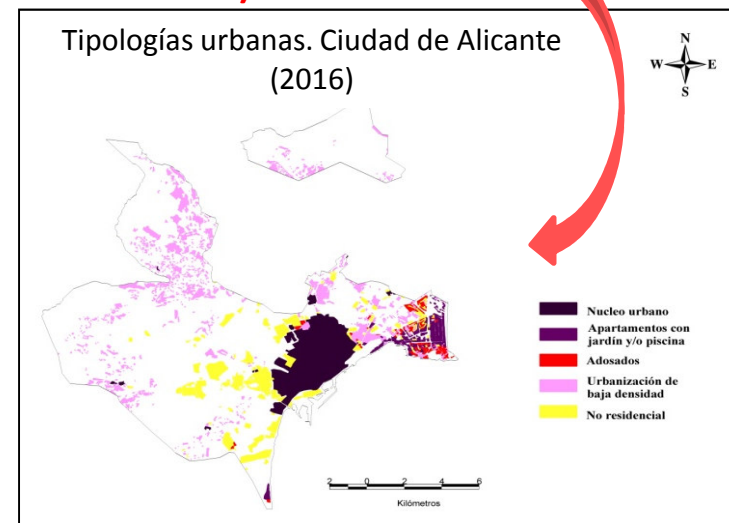 Tipologías urbanas. Ciudad de Alicante
(2016)
N
W E
S
Nucleo urbano
Apartamentos con
jardín y/o piscina
Adosados
Urbanización de
baja densidad
No residencial
2 0 2 4 6
Kilómetros